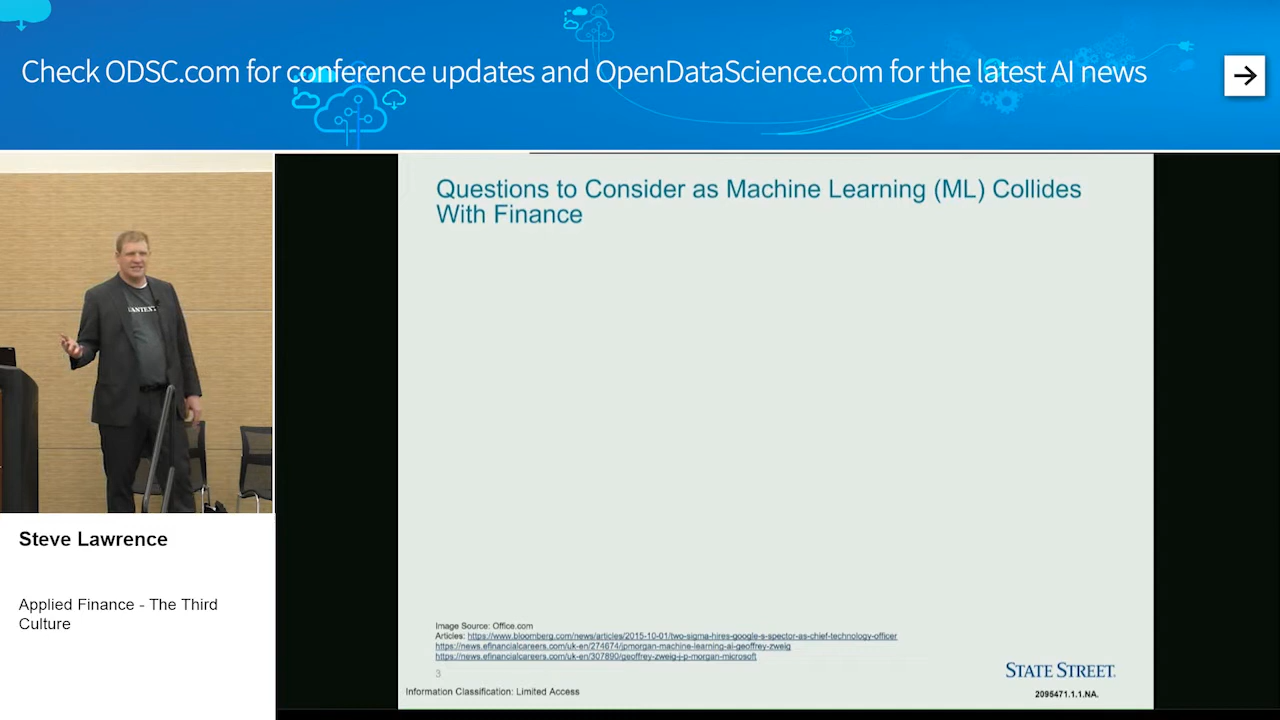 Check ODSC.com for conference updates and OpenDataScience.com for the latest AI news
Steve Lawrence
Applied Finance - The Third
Culture
Questions to Consider as Machine Learning (ML) Collides
With Finance
Image Source: Office.com
Articles: https://www.bloomberg.com/news/articles/2015-10-01/two-sigma-hires-google-s-spector-as-chief-technology-officer
https://news.efinancialcareers.com/uk-en/274674/jpmorgan-machine-learning-ai-geoffrey-zweig
https://news.efinancialcareers.com/uk-en/307890/geoffrey-zweig-j-p-morgan-microsoft
3
Information Classification: Limited Access
STATE STREET.
2095471.1.1.NA.